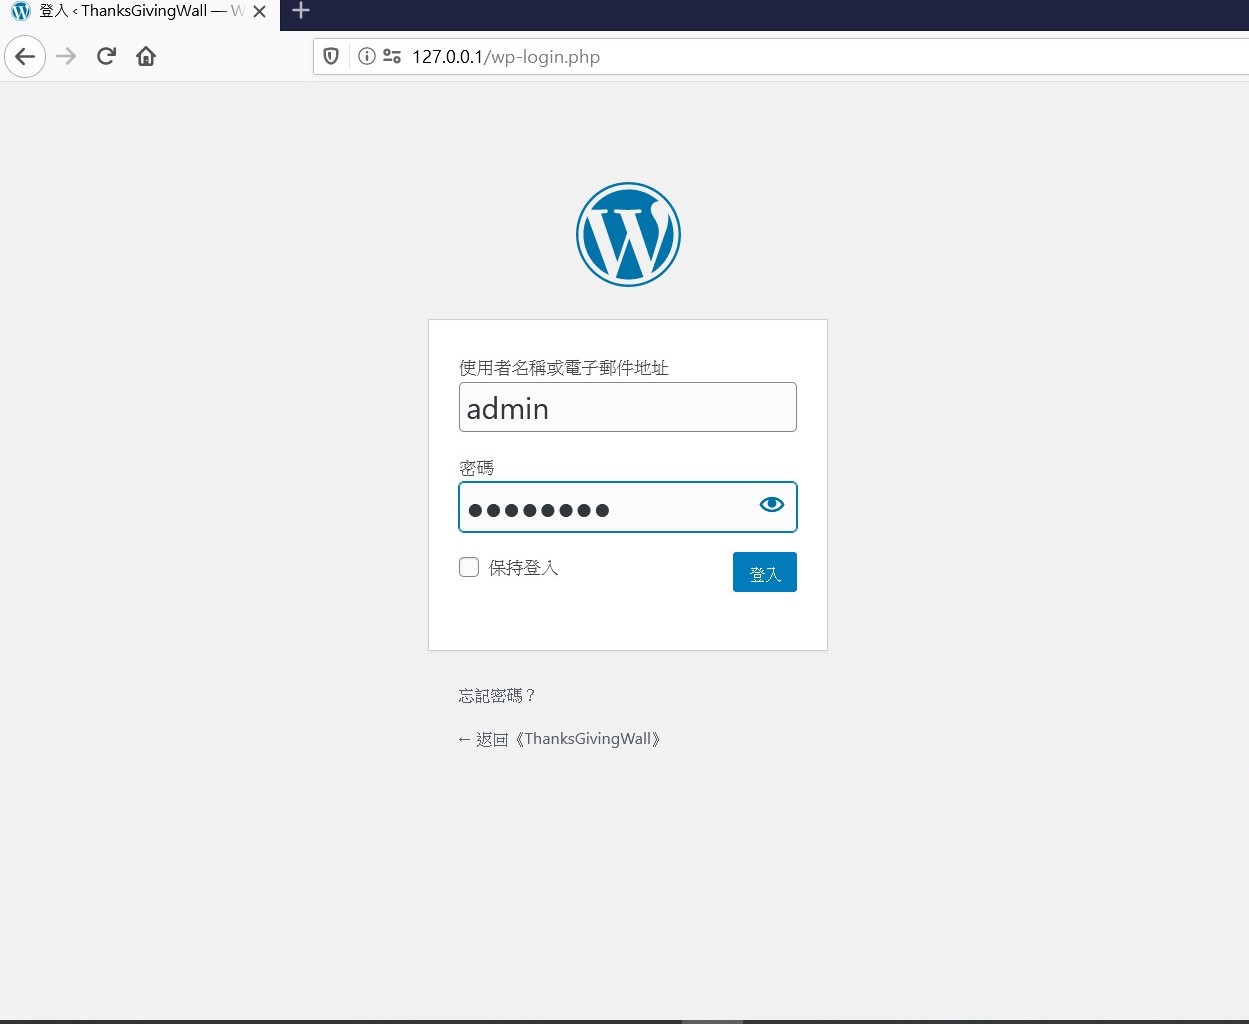 登入 ‹ ThanksGivingWall — W
127.0.0.1/wp-login.php
使用者名稱或電子郵件地址
admin
密碼
保持登入
登入
忘記密碼？
← 返回《ThanksGivingWall》